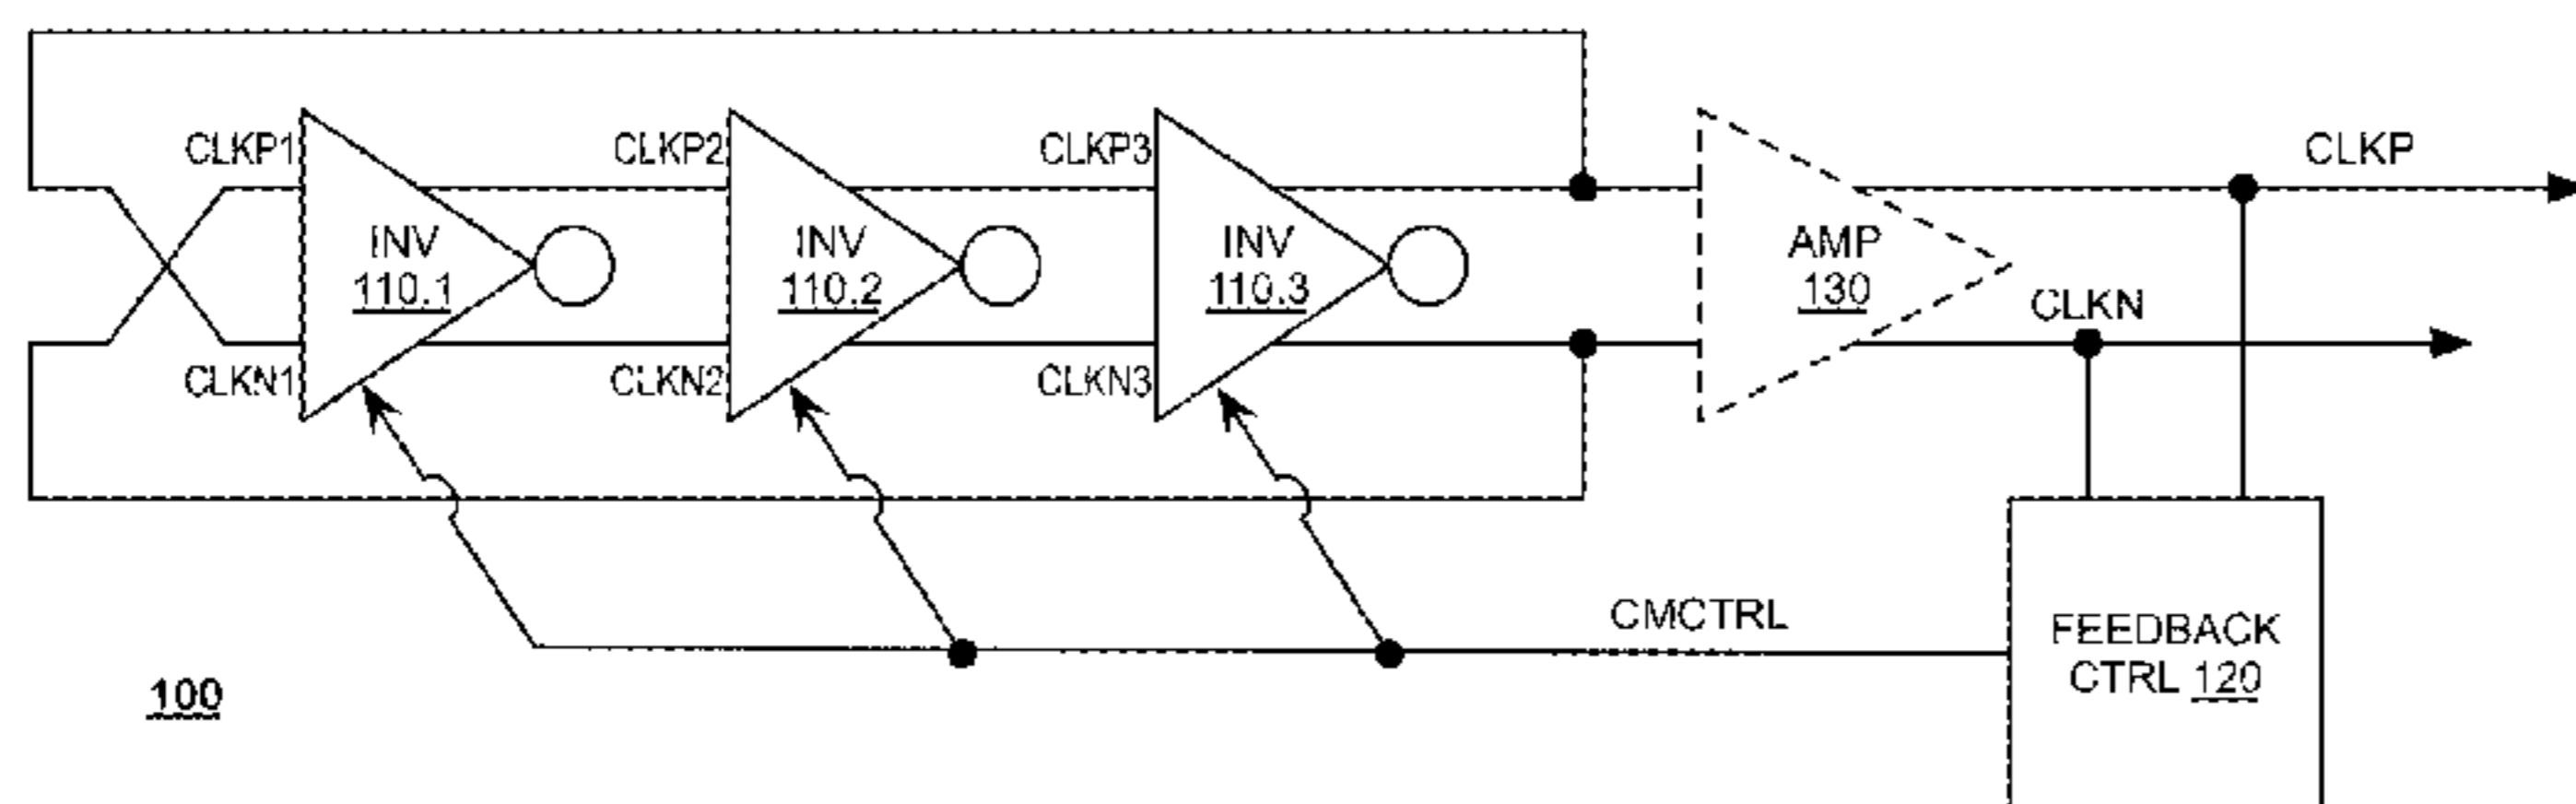 CLKP1
CLKP2
CLKP3
CLKP
INV
110.1
INV
110.2
INV
110.3
AMP
130
CLKN
CLKN1
CLKN2
CLKN3
CMCTRL
FEEDBACK
CTRL 120
100